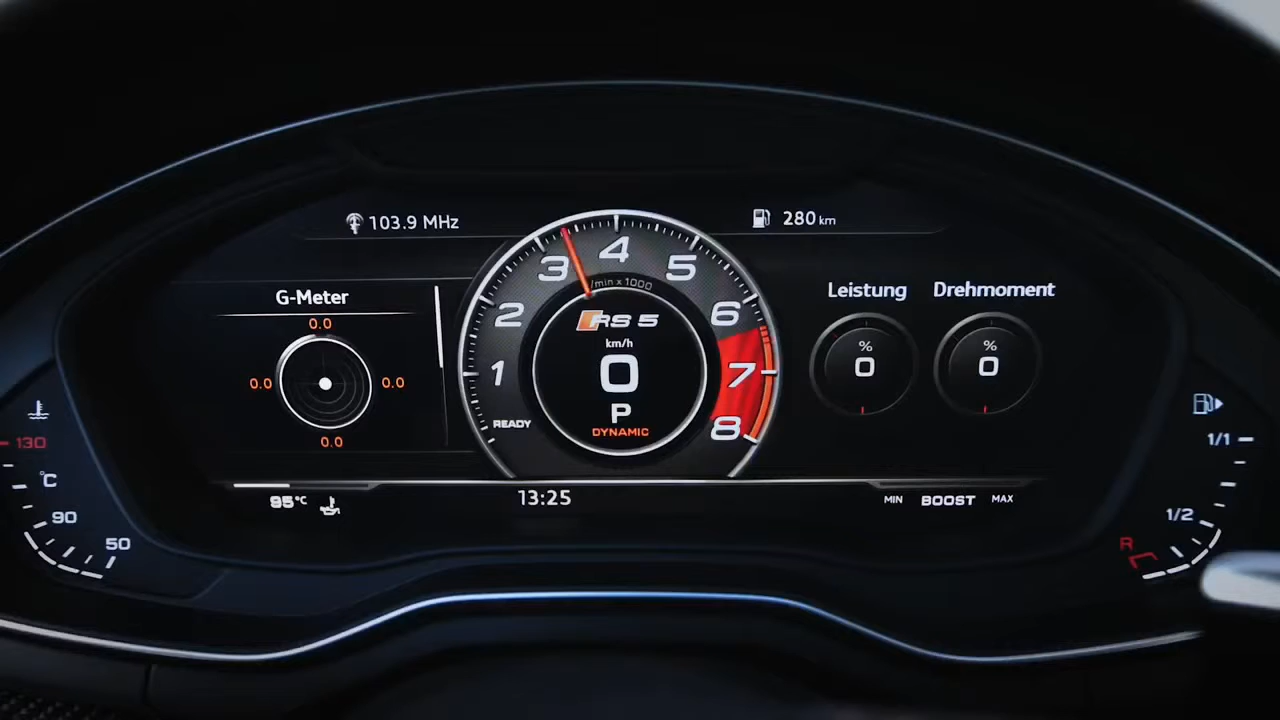 103.9 MHz
280 km
G-Meter
0.0
0.0
0.0
0.0
1
2
3
4
5
6
7
8
/min x 1000
RS 5
km/h
0
P
DYNAMIC
READY
Leistung
Drehmoment
%
0
%
0
130
°C
90
50
95°C
13:25
MIN BOOST MAX
1/1
1/2
R